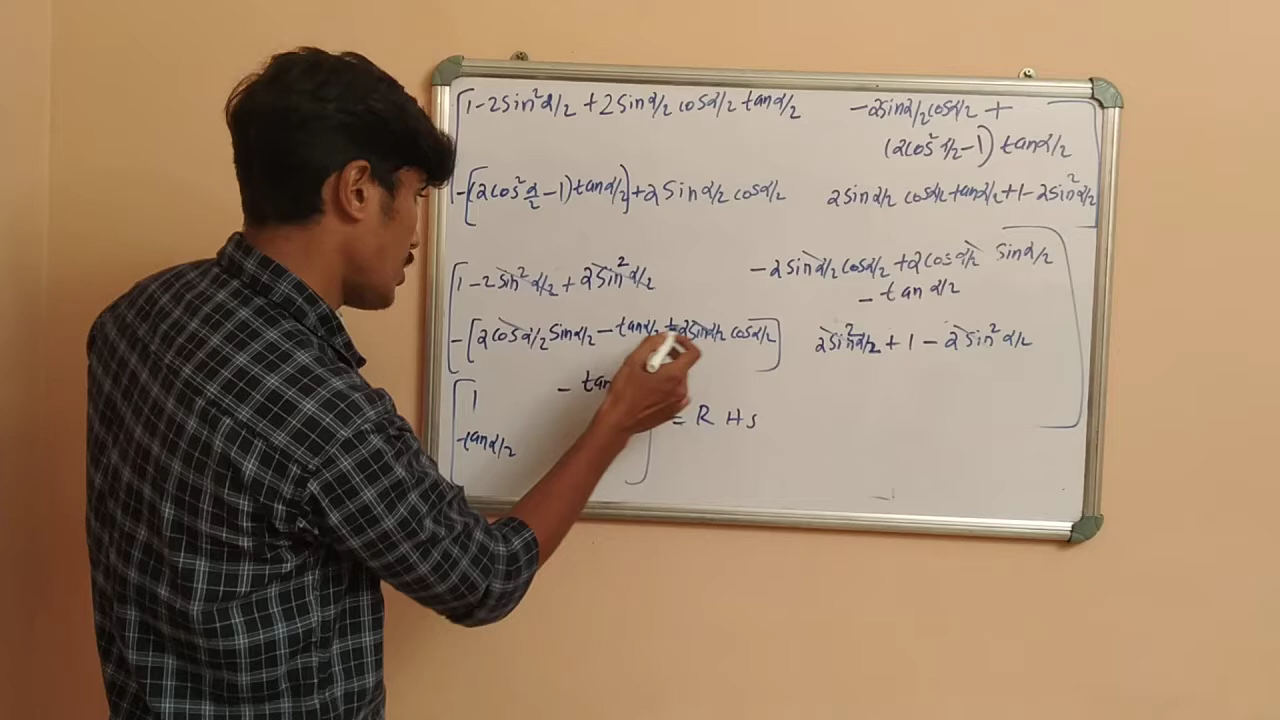 1 - 2sin²α/2 + 2sinα/2 cosα/2 tanα/2   - 2sinα/2 cosα/2 +
(2cos²α/2 - 1) tanα/2
-[(2cos²α/2 - 1) tanα/2] + 2sinα/2 cosα/2   2sinα/2 cosα/2 tanα/2 + 1 - 2sin²α/2
1 - 2sin²α/2 + 2sin²α/2   - 2sinα/2 cosα/2 + 2cosα/2 sinα/2
- tanα/2
-[2cosα/2 sinα/2 - tanα/2 2sinα/2 cosα/2]   2sin²α/2 + 1 - 2sin²α/2
1   - tan
tanα/2   = RHS